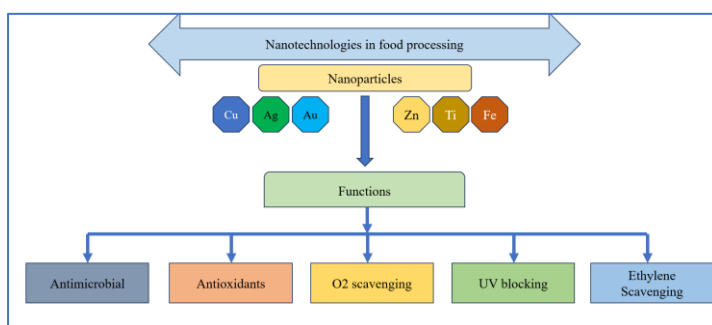 Nanotechnologies in food processing
Nanoparticles
Cu Ag Au Zn Ti Fe
Functions
Antimicrobial Antioxidants O2 scavenging UV blocking Ethylene
Scavenging